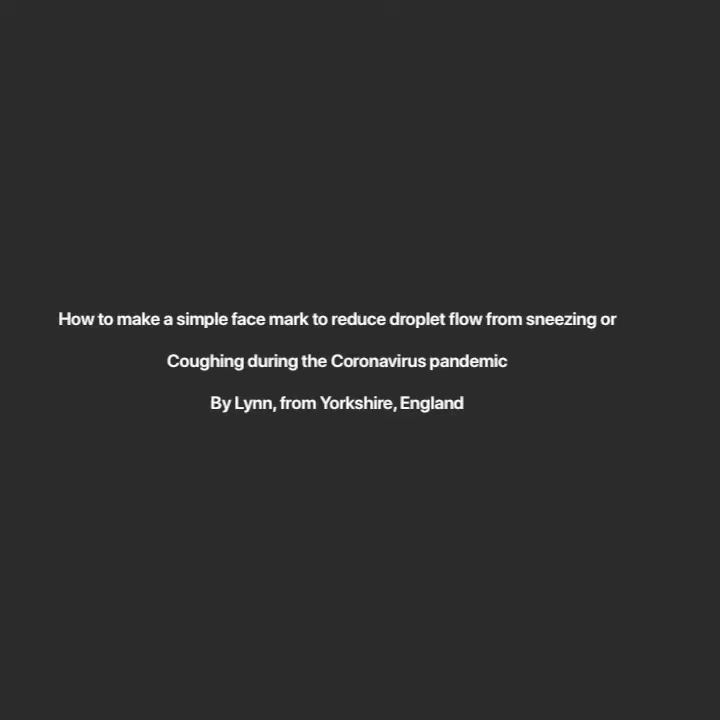 How to make a simple face mark to reduce droplet flow from sneezing or
Coughing during the Coronavirus pandemic
By Lynn, from Yorkshire, England